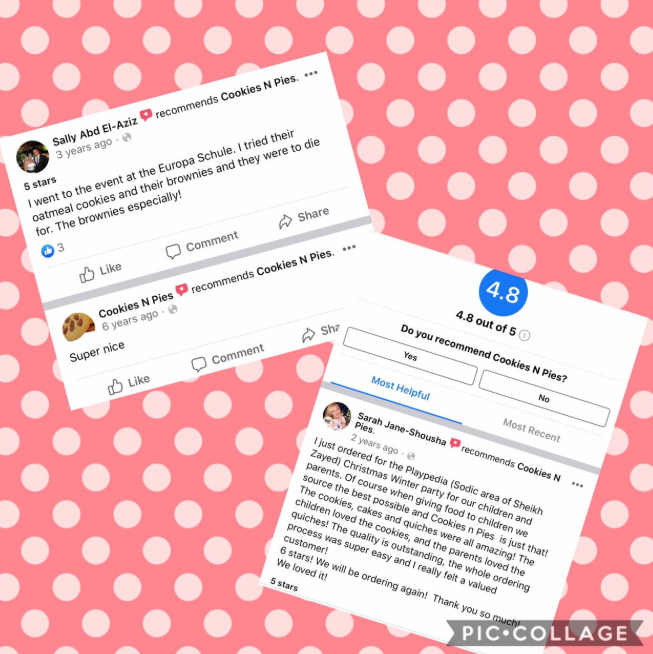 Sally Abd El-Aziz recommends Cookies N Pies.
3 years ago
5 stars
I went to the event at the Europa Schule. I tried their
oatmeal cookies and their brownies and they were to die
for. The brownies especially!
3
Like Comment Share
Cookies N Pies recommends Cookies N Pies.
6 years ago
Super nice
Like Comment Sha
4.8
4.8 out of 5
Do you recommend Cookies N Pies?
Yes No
Most Helpful Most Recent
Sarah Jane-Shousha recommends Cookies N
Pies.
2 years ago
I just ordered for the Playpedia (Sodic area of Sheikh
Zayed) Christmas Winter party for our children and
parents. Of course when giving food to children we
source the best possible and Cookies n Pies is just that!
The cookies, cakes and quiches were all amazing! The
children loved the cookies, and the parents loved the
quiches! The quality is outstanding, the whole ordering
process was super easy and I really felt a valued
customer!
6 stars! We will be ordering again! Thank you so much!
We loved it!
5 stars
PIC•COLLAGE